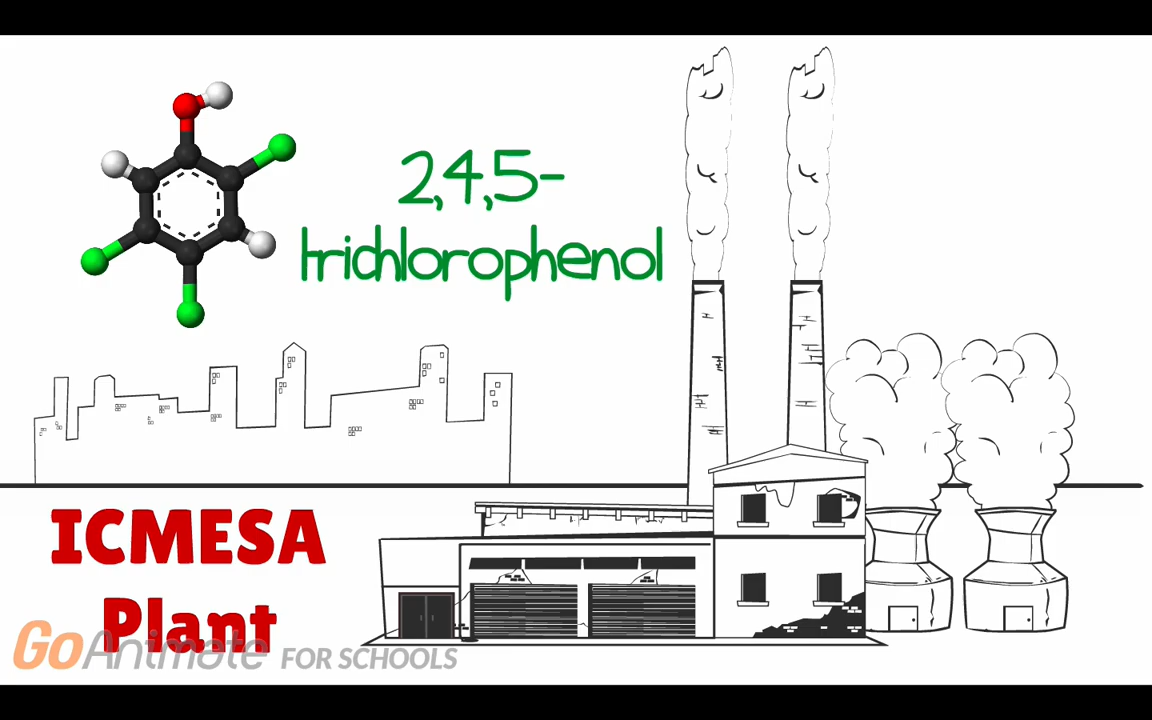 2,4,5-
trichlorophenol
ICMESA
Plant
GoAnimate FOR SCHOOLS